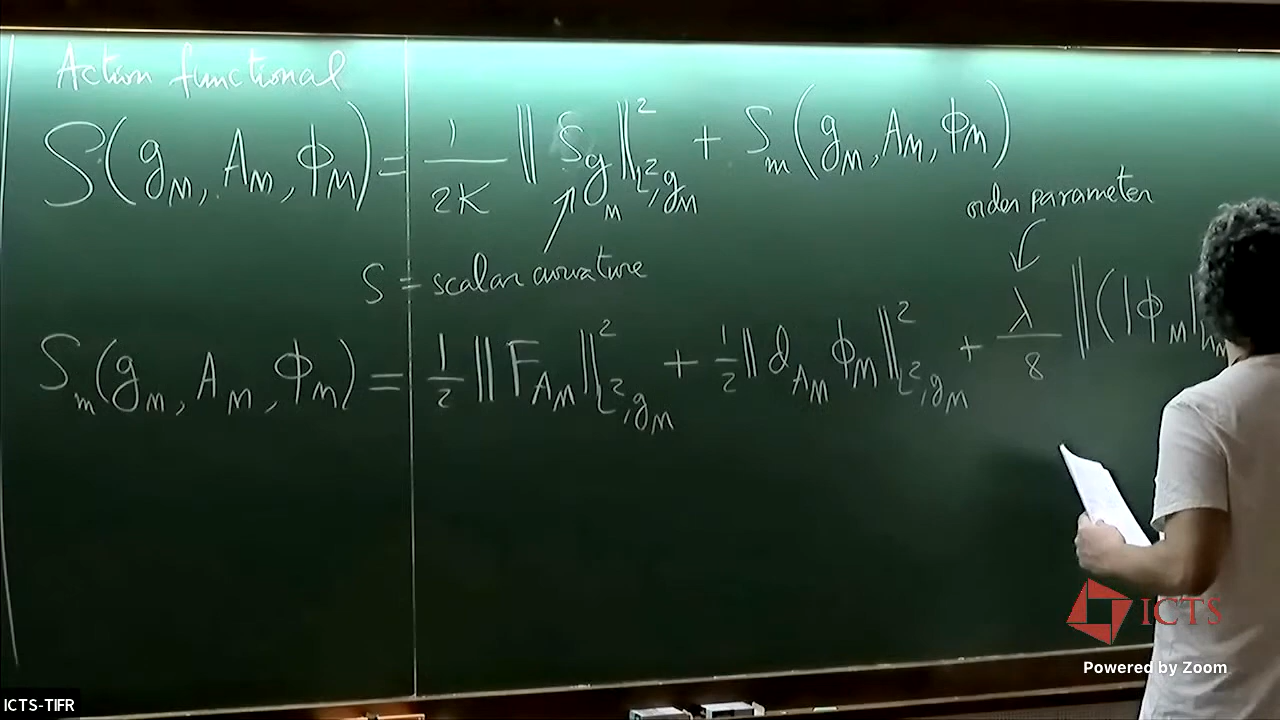 Action functional
S(g_M, A_M, ϕ_M) = 1/2K ‖S_{g_M}‖²_{L², g_M} + S_m(g_M, A_M, ϕ_M)
order parameter
S = scalar curvature
S_m(g_M, A_M, ϕ_M) = 1/2 ‖F_{A_M}‖²_{L², g_M} + 1/2 ‖d_{A_M} ϕ_M‖²_{L², g_M} + λ/8 ‖(|ϕ_M|_{h_M}
ICTS
Powered by Zoom
ICTS-TIFR